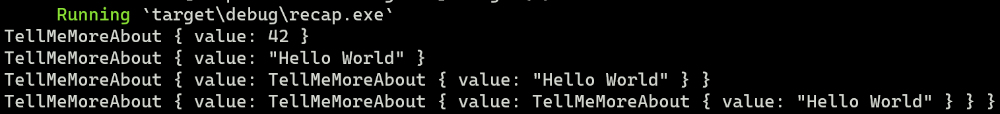 Running `target\debug\recap.exe`
TellMeMoreAbout { value: 42 }
TellMeMoreAbout { value: "Hello World" }
TellMeMoreAbout { value: TellMeMoreAbout { value: "Hello World" } }
TellMeMoreAbout { value: TellMeMoreAbout { value: TellMeMoreAbout { value: "Hello World" } } }